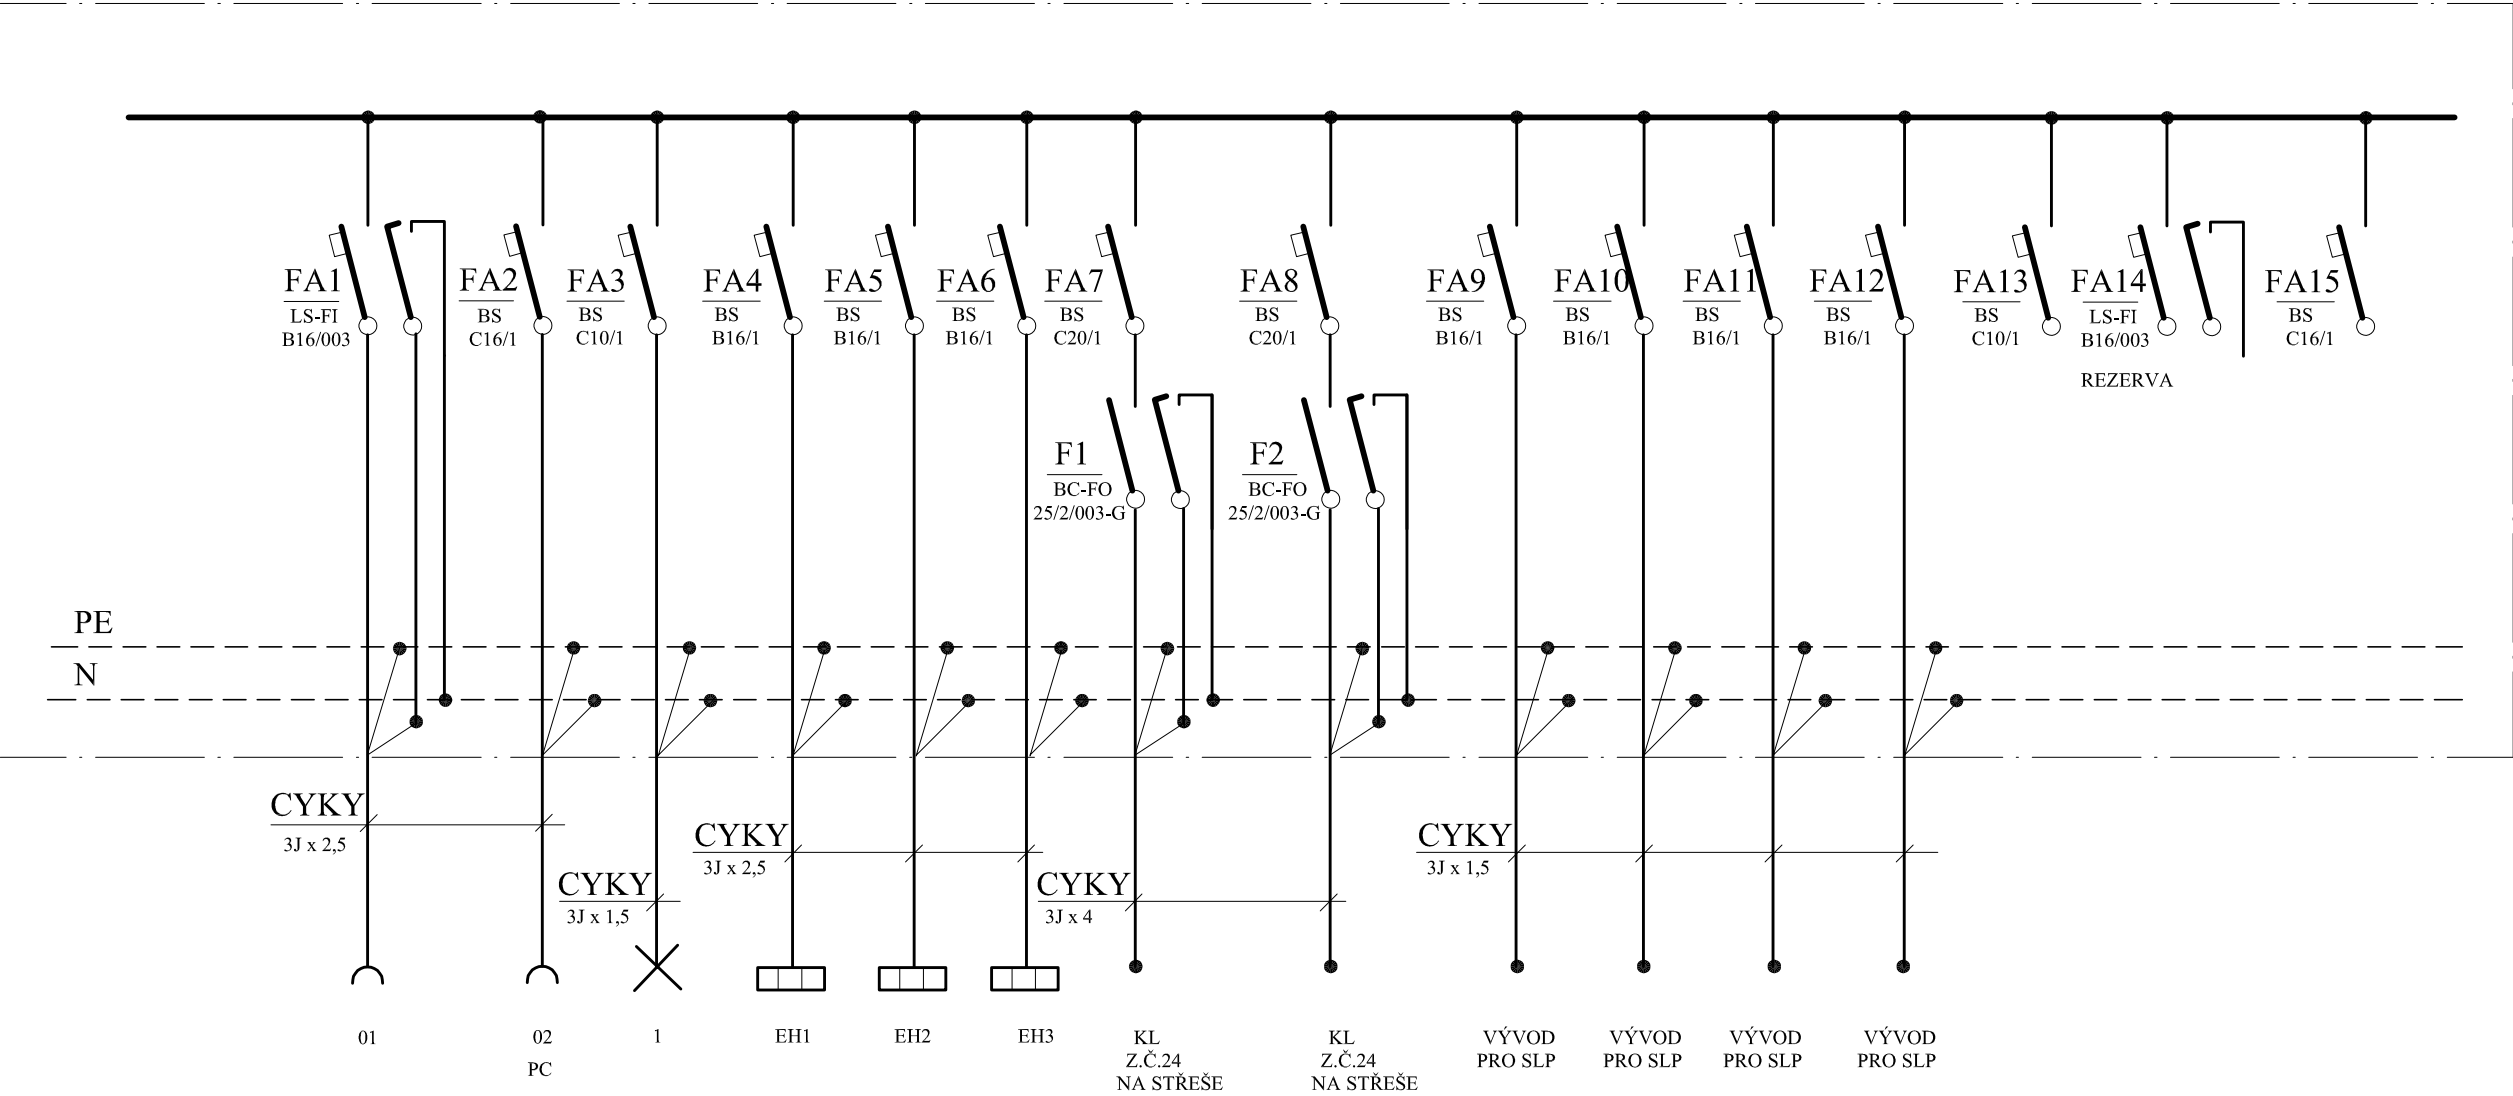 FA1
LS-FI
B16/003
FA2
BS
C16/1
FA3
BS
C10/1
FA4
BS
B16/1
FA5
BS
B16/1
FA6
BS
B16/1
FA7
BS
C20/1
FA8
BS
C20/1
FA9
BS
B16/1
FA10
BS
B16/1
FA11
BS
B16/1
FA12
BS
B16/1
FA13
BS
C10/1
FA14
LS-FI
B16/003
REZERVA
FA15
BS
C16/1
F1
BC-FO
25/2/003-G
F2
BC-FO
25/2/003-G
PE
N
CYKY
3J x 2,5
CYKY
3J x 1,5
CYKY
3J x 2,5
CYKY
3J x 4
CYKY
3J x 1,5
01
02
PC
1
EH1
EH2
EH3
KL
Z.Č.24
NA STŘEŠE
KL
Z.Č.24
NA STŘEŠE
VÝVOD
PRO SLP
VÝVOD
PRO SLP
VÝVOD
PRO SLP
VÝVOD
PRO SLP